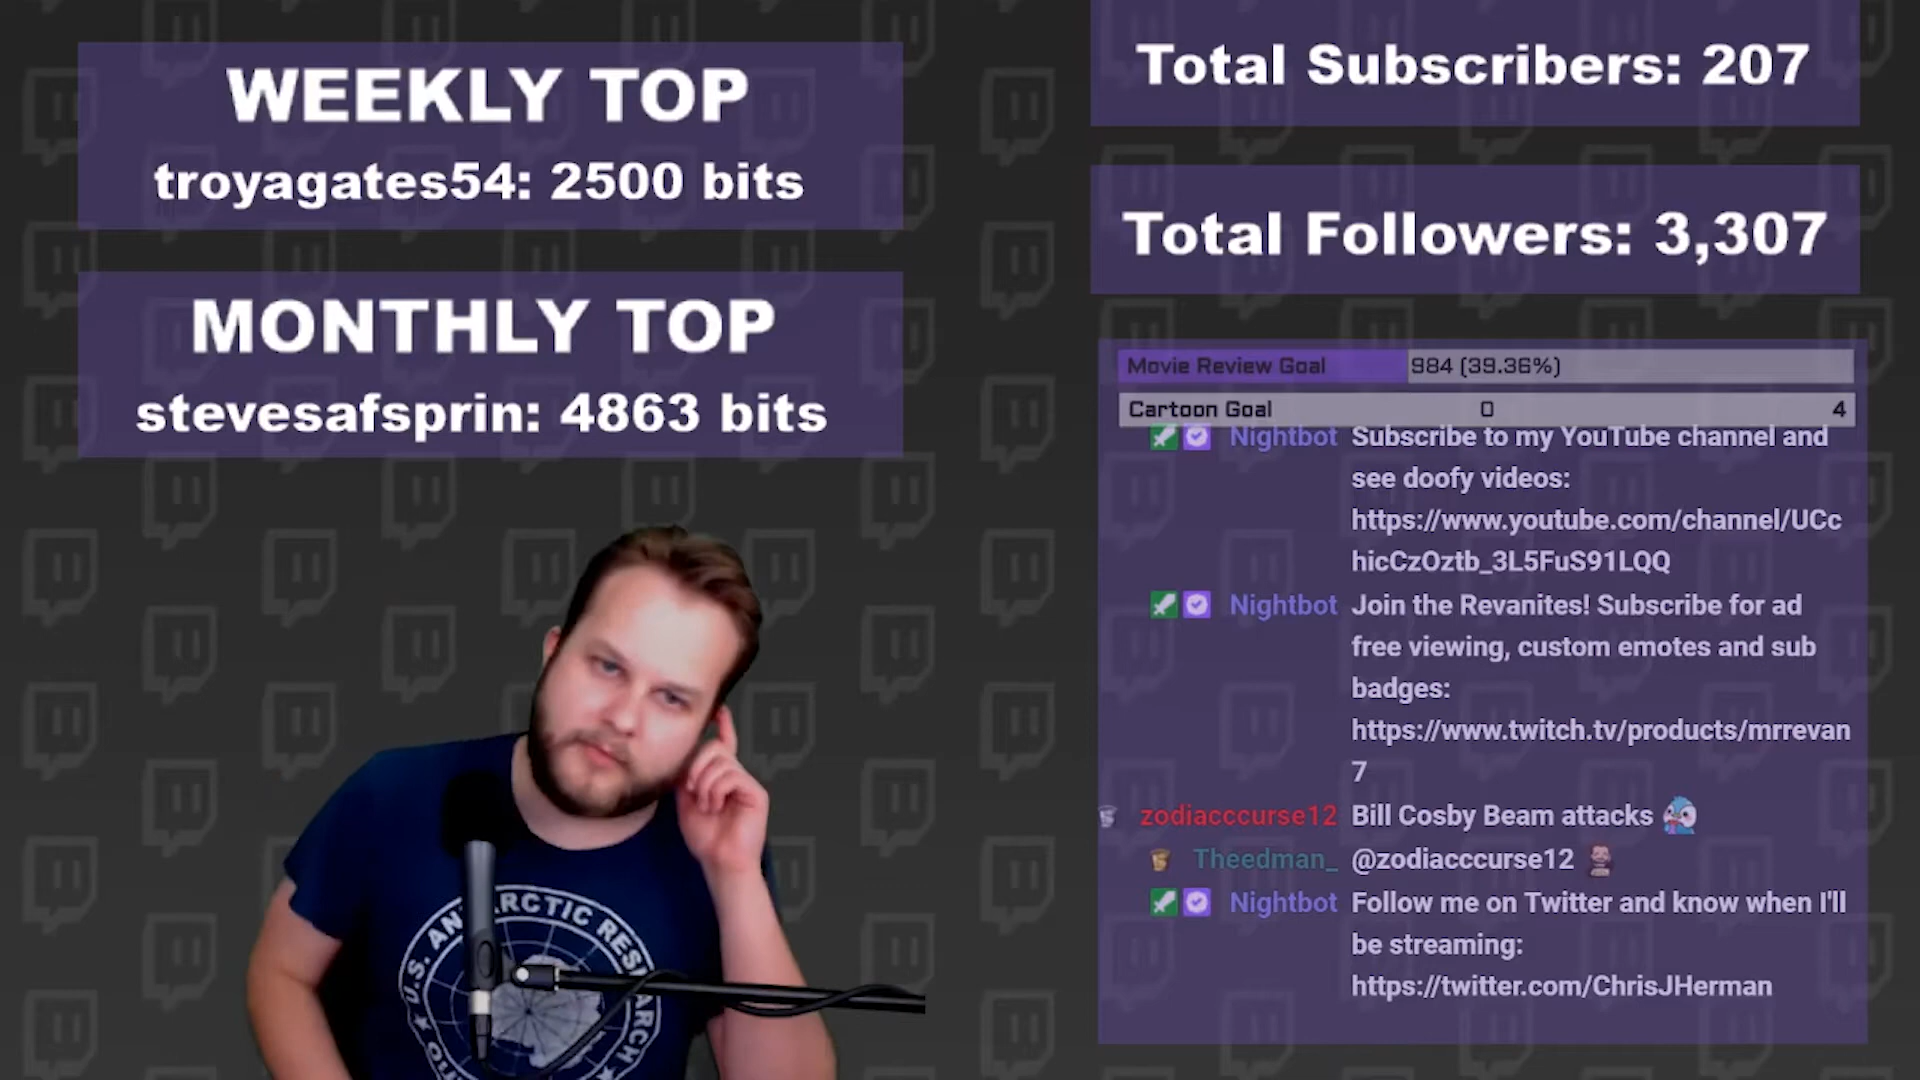 WEEKLY TOP
troyagates54: 2500 bits
MONTHLY TOP
stevesafsprin: 4863 bits
Total Subscribers: 207
Total Followers: 3,307
Movie Review Goal 984 (39.36%)
Cartoon Goal 0 4
Nightbot Subscribe to my YouTube channel and
see doofy videos:
https://www.youtube.com/channel/UCc
hicCzOztb_3L5FuS91LQQ
Nightbot Join the Revanites! Subscribe for ad
free viewing, custom emotes and sub
badges:
https://www.twitch.tv/products/mrrevan
7
zodiacccurse12 Bill Cosby Beam attacks
Theedman_ @zodiacccurse12
Nightbot Follow me on Twitter and know when I'll
be streaming:
https://twitter.com/ChrisJHerman
U.S. ARCTIC RES ARCH